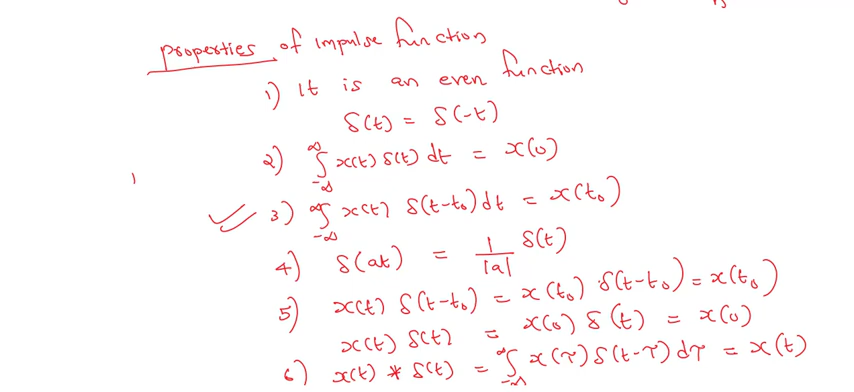 properties of impulse function
1) It is an even function
δ(t) = δ(-t)
2) ∫_{-∞}^{∞} x(t) δ(t) dt = x(0)
3) ∫_{-∞}^{∞} x(t) δ(t-t₀) dt = x(t₀)
4) δ(at) = 1/|a| δ(t)
5) x(t) δ(t-t₀) = x(t₀) δ(t-t₀) = x(t₀)
x(t) δ(t) = x(0) δ(t) = x(0)
6) x(t) * δ(t) = ∫_{-∞}^{∞} x(τ) δ(t-τ) dτ = x(t)